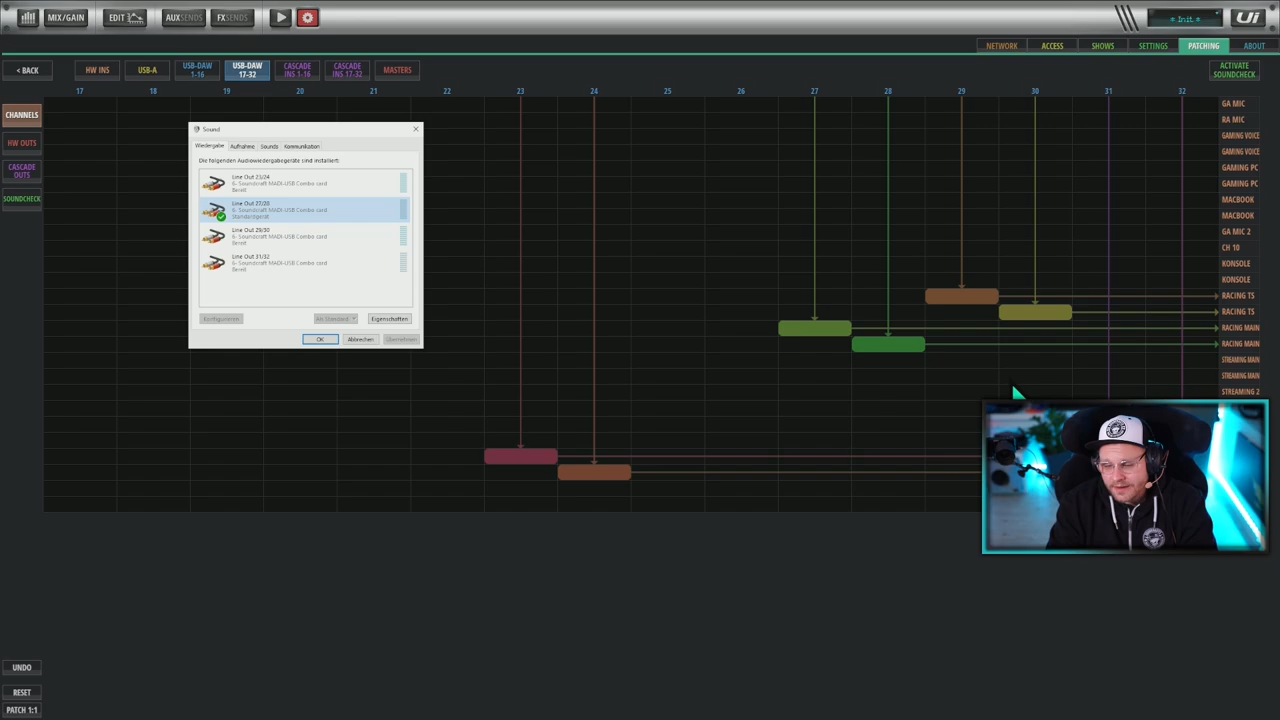 MIX/GAIN
EDIT
AUXSENDS
FXSENDS
* Init *
Ui
NETWORK
ACCESS
SHOWS
SETTINGS
PATCHING
ABOUT
< BACK
HW INS
USB-A
USB-DAW
1-16
USB-DAW
17-32
CASCADE
INS 1-16
CASCADE
INS 17-32
MASTERS
ACTIVATE
SOUNDCHECK
17 18 19 20 21 22 23 24 25 26 27 28 29 30 31 32
CHANNELS
HW OUTS
CASCADE
OUTS
SOUNDCHECK
Sound
Wiedergabe Aufnahme Sounds Kommunikation
Die folgenden Audiowiedergabegeräte sind installiert:
Line Out 23/24
6- Soundcraft MADI-USB Combo card
Bereit
Line Out 27/28
6- Soundcraft MADI-USB Combo card
Standardgerät
Line Out 29/30
6- Soundcraft MADI-USB Combo card
Bereit
Line Out 31/32
6- Soundcraft MADI-USB Combo card
Bereit
Konfigurieren
Als Standard
Eigenschaften
OK
Abbrechen
Übernehmen
GA MIC
RA MIC
GAMING VOICE
GAMING VOICE
GAMING PC
GAMING PC
MACBOOK
MACBOOK
GA MIC 2
CH 10
KONSOLE
KONSOLE
RACING TS
RACING TS
RACING MAIN
RACING MAIN
STREAMING MAIN
STREAMING MAIN
STREAMING 2
UNDO
RESET
PATCH 1:1